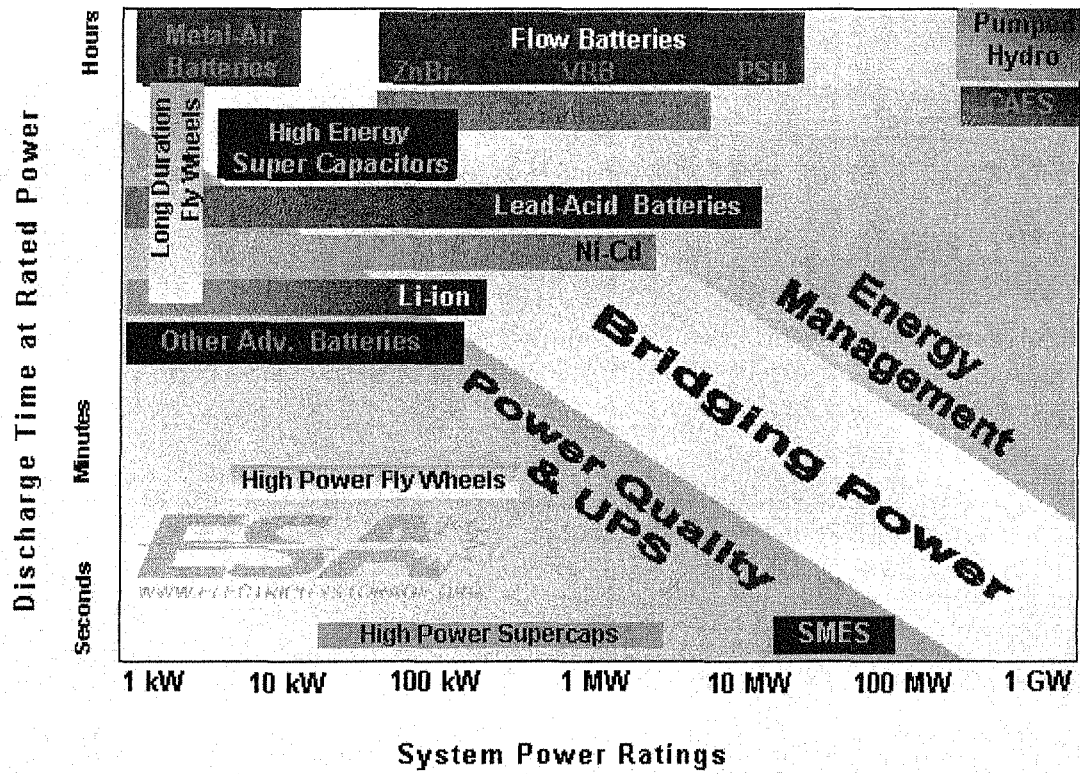 Discharge Time at Rated Power
Hours
Minutes
Seconds
Metal-Air
Batteries
Flow Batteries
ZnBr VRB PSB
Pumped
Hydro
CAES
Long Duration
Fly Wheels
High Energy
Super Capacitors
Lead-Acid Batteries
Ni-Cd
Li-ion
Other Adv. Batteries
Energy
Management
Bridging Power
Power Quality
& UPS
High Power Fly Wheels
ESA
High Power Supercaps
SMES
1 kW 10 kW 100 kW 1 MW 10 MW 100 MW 1 GW
System Power Ratings